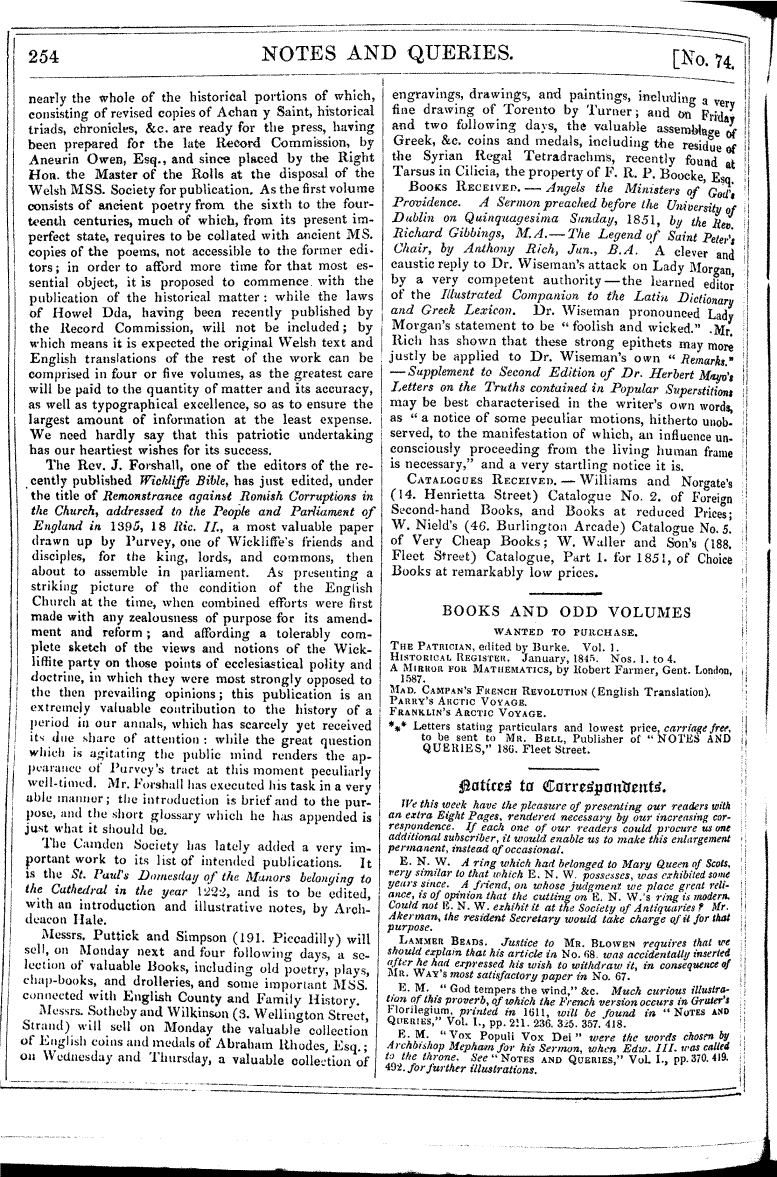 254 NOTES AND QUERIES. [No. 74.
nearly the whole of the historical portions of which,
consisting of revised copies of Achan y Saint, historical
triads, chronicles, &c. are ready for the press, having
been prepared for the late Record Commission, by
Aneurin Owen, Esq., and since placed by the Right
Hon. the Master of the Rolls at the disposal of the
Welsh MSS. Society for publication. As the first volume
consists of ancient poetry from the sixth to the four-
teenth centuries, much of which, from its present im-
perfect state, requires to be collated with ancient MS.
copies of the poems, not accessible to the former edi-
tors; in order to afford more time for that most es-
sential object, it is proposed to commence with the
publication of the historical matter: while the laws
of Howel Dda, having been recently published by
the Record Commission, will not be included; by
which means it is expected the original Welsh text and
English translations of the rest of the work can be
comprised in four or five volumes, as the greatest care
will be paid to the quantity of matter and its accuracy,
as well as typographical excellence, so as to ensure the
largest amount of information at the least expense.
We need hardly say that this patriotic undertaking
has our heartiest wishes for its success.
The Rev. J. Forshall, one of the editors of the re-
cently published Wickliffe Bible, has just edited, under
the title of Remonstrance against Romish Corruptions in
the Church, addressed to the People and Parliament of
England in 1395, 18 Ric. II., a most valuable paper
drawn up by Purvey, one of Wickliffe's friends and
disciples, for the king, lords, and commons, then
about to assemble in parliament. As presenting a
striking picture of the condition of the English
Church at the time, when combined efforts were first
made with any zealousness of purpose for its amend-
ment and reform; and affording a tolerably com-
plete sketch of the views and notions of the Wick-
liffite party on those points of ecclesiastical polity and
doctrine, in which they were most strongly opposed to
the then prevailing opinions; this publication is an
extremely valuable contribution to the history of a
period in our annals, which has scarcely yet received
its due share of attention: while the great question
which is agitating the public mind renders the ap-
pearance of Purvey's tract at this moment peculiarly
well-timed. Mr. Forshall has executed his task in a very
able manner; the introduction is brief and to the pur-
pose, and the short glossary which he has appended is
just what it should be.
The Camden Society has lately added a very im-
portant work to its list of intended publications. It
is the St. Paul's Domesday of the Manors belonging to
the Cathedral in the year 1222, and is to be edited,
with an introduction and illustrative notes, by Arch-
deacon Hale.
Messrs. Puttick and Simpson (191. Piccadilly) will
sell, on Monday next and four following days, a se-
lection of valuable Books, including old poetry, plays,
chap-books, and drolleries, and some important MSS.
connected with English County and Family History.
Messrs. Sotheby and Wilkinson (3. Wellington Street,
Strand) will sell on Monday the valuable collection
of English coins and medals of Abraham Rhodes, Esq.;
on Wednesday and Thursday, a valuable collection of
engravings, drawings, and paintings, including a very
fine drawing of Torento by Turner; and on Friday
and two following days, the valuable assemblage of
Greek, &c. coins and medals, including the residue of
the Syrian Regal Tetradrachms, recently found at
Tarsus in Cilicia, the property of F. R. P. Boocke, Esq.
BOOKS RECEIVED. — Angels the Ministers of God's
Providence. A Sermon preached before the University of
Dublin on Quinquagesima Sunday, 1851, by the Rev.
Richard Gibbings, M.A. — The Legend of Saint Peter's
Chair, by Anthony Rich, Jun., B.A. A clever and
caustic reply to Dr. Wiseman's attack on Lady Morgan,
by a very competent authority — the learned editor
of the Illustrated Companion to the Latin Dictionary
and Greek Lexicon. Dr. Wiseman pronounced Lady
Morgan's statement to be "foolish and wicked." Mr.
Rich has shown that these strong epithets may more
justly be applied to Dr. Wiseman's own "Remarks."
— Supplement to Second Edition of Dr. Herbert Mayo's
Letters on the Truths contained in Popular Superstitions
may be best characterised in the writer's own words,
as "a notice of some peculiar motions, hitherto unob-
served, to the manifestation of which, an influence un-
consciously proceeding from the living human frame
is necessary," and a very startling notice it is.
CATALOGUES RECEIVED. — Williams and Norgate's
(14. Henrietta Street) Catalogue No. 2. of Foreign
Second-hand Books, and Books at reduced Prices;
W. Nield's (46. Burlington Arcade) Catalogue No. 5.
of Very Cheap Books; W. Waller and Son's (188.
Fleet Street) Catalogue, Part 1. for 1851, of Choice
Books at remarkably low prices.
BOOKS AND ODD VOLUMES
WANTED TO PURCHASE.
THE PATRICIAN, edited by Burke. Vol. 1.
HISTORICAL REGISTER. January, 1845. Nos. 1. to 4.
A MIRROR FOR MATHEMATICS, by Robert Farmer, Gent. London,
1587.
MAD. CAMPAN'S FRENCH REVOLUTION (English Translation).
PARRY'S ARCTIC VOYAGE.
FRANKLIN'S ARCTIC VOYAGE.
*** Letters stating particulars and lowest price, carriage free,
to be sent to MR. BELL, Publisher of "NOTES AND
QUERIES," 186. Fleet Street.
Notices to Correspondents.
We this week have the pleasure of presenting our readers with
an extra Eight Pages, rendered necessary by our increasing cor-
respondence. If each one of our readers could procure us one
additional subscriber, it would enable us to make this enlargement
permanent, instead of occasional.
E. N. W. A ring which had belonged to Mary Queen of Scots,
very similar to that which E. N. W. possesses, was exhibited some
years since. A friend, on whose judgment we place great reli-
ance, is of opinion that the cutting on E. N. W.'s ring is modern.
Could not E. N. W. exhibit it at the Society of Antiquaries? Mr.
Akerman, the resident Secretary would take charge of it for that
purpose.
LAMMER BEADS. Justice to MR. BLOWEN requires that we
should explain that his article in No. 68. was accidentally inserted
after he had expressed his wish to withdraw it, in consequence of
MR. WAY's most satisfactory paper in No. 67.
E. M. "God tempers the wind," &c. Much curious illustra-
tion of this proverb, of which the French version occurs in Gruter's
Florilegium, printed in 1611, will be found in "NOTES AND
QUERIES," Vol. I., pp. 211. 236. 325. 357. 418.
E. M. "Vox Populi Vox Dei" were the words chosen by
Archbishop Mepham for his Sermon, when Edw. III. was called
to the throne. See "NOTES AND QUERIES," Vol. I., pp. 370. 419.
492. for further illustrations.